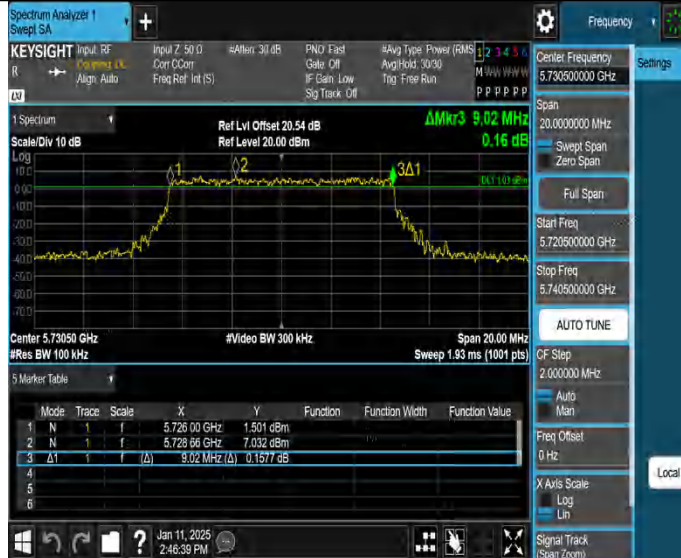 Spectrum Analyzer 1
Swept SA
+
Frequency
KEYSIGHT
R
LXI
Input: RF
Coupling: DC
Align: Auto
Input Z: 50 Ω
Corr CCorr
Freq Ref: Int (S)
#Atten: 30 dB
PNO: Fast
Gate: Off
IF Gain: Low
Sig Track: Off
#Avg Type: Power (RMS
Avg|Hold: 30/30
Trig: Free Run
1 2 3 4 5 6
M W W W W W
P P P P P P
1 Spectrum
Scale/Div 10 dB
Ref Lvl Offset 20.54 dB
Ref Level 20.00 dBm
ΔMkr3 9.02 MHz
0.16 dB
Log
10.0
0.00
-10.0
-20.0
-30.0
-40.0
-50.0
-60.0
-70.0
1
2
3Δ1
DL1 1.03 dBm
Center 5.73050 GHz
#Res BW 100 kHz
#Video BW 300 kHz
Span 20.00 MHz
Sweep 1.93 ms (1001 pts)
5 Marker Table
Mode Trace Scale X Y Function Function Width Function Value
1 N 1 f 5.726 00 GHz 1.501 dBm
2 N 1 f 5.728 66 GHz 7.032 dBm
3 Δ1 1 f (Δ) 9.02 MHz (Δ) 0.1577 dB
4
5
6
Jan 11, 2025
2:46:39 PM
?
Center Frequency
5.730500000 GHz
Settings
Span
20.0000000 MHz
Swept Span
Zero Span
Full Span
Start Freq
5.720500000 GHz
Stop Freq
5.740500000 GHz
AUTO TUNE
CF Step
2.000000 MHz
Auto
Man
Freq Offset
0 Hz
X Axis Scale
Log
Lin
Local
Signal Track
(Span Zoom)